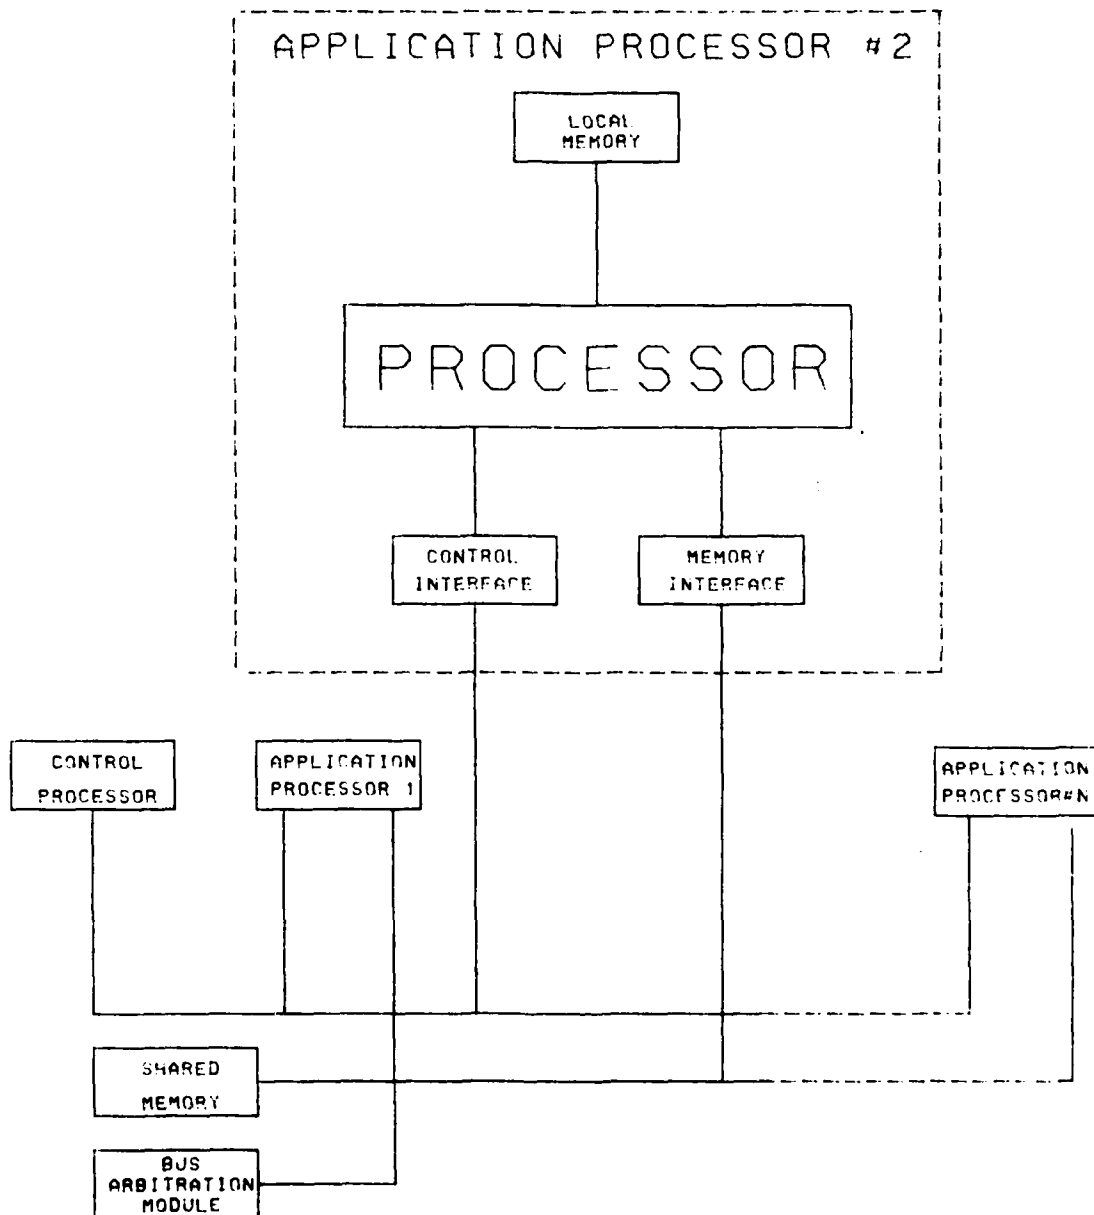 APPLICATION PROCESSOR #2
LOCAL
MEMORY
PROCESSOR
CONTROL
INTERFACE
MEMORY
INTERFACE
CONTROL
PROCESSOR
APPLICATION
PROCESSOR 1
APPLICATION
PROCESSOR#N
SHARED
MEMORY
BUS
ARBITRATION
MODULE